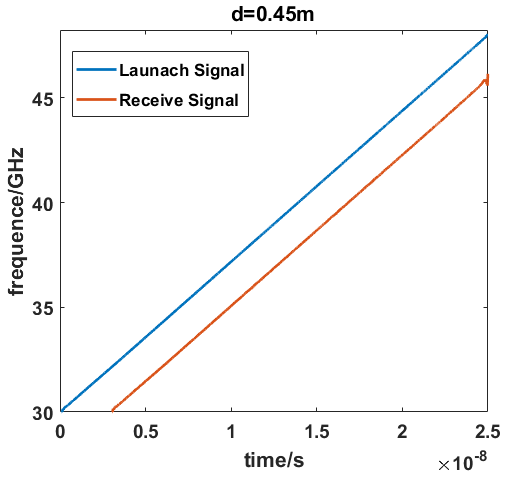 d=0.45m
Launach Signal
Receive Signal
frequence/GHz
45
40
35
30
0 0.5 1 1.5 2 2.5
time/s
×10⁻⁸